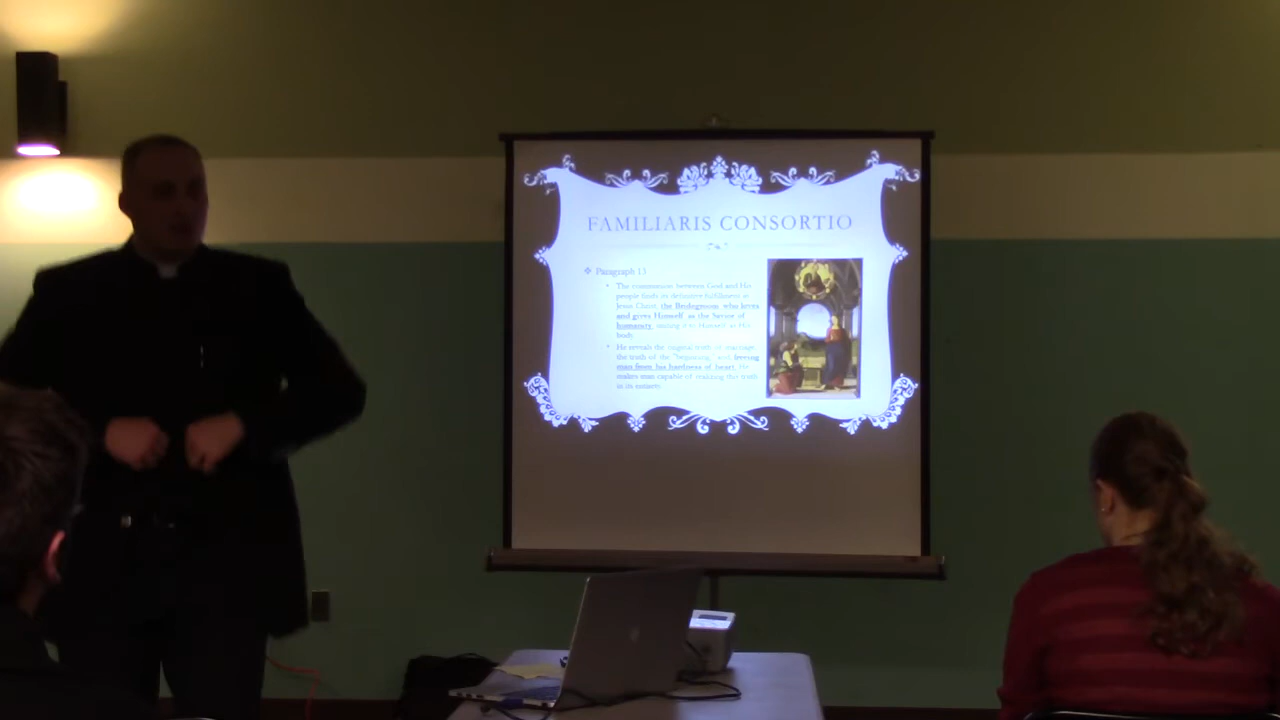 FAMILIARIS CONSORTIO
Paragraph 13
The communion between God and His
people finds its definitive fulfillment in
Jesus Christ, the Bridegroom who loves
and gives Himself as the Savior of
humanity, uniting it to Himself as His
body.
He reveals the original truth of marriage,
the truth of the "beginning," and, freeing
man from his hardness of heart, He
makes man capable of realizing this truth
in its entirety.